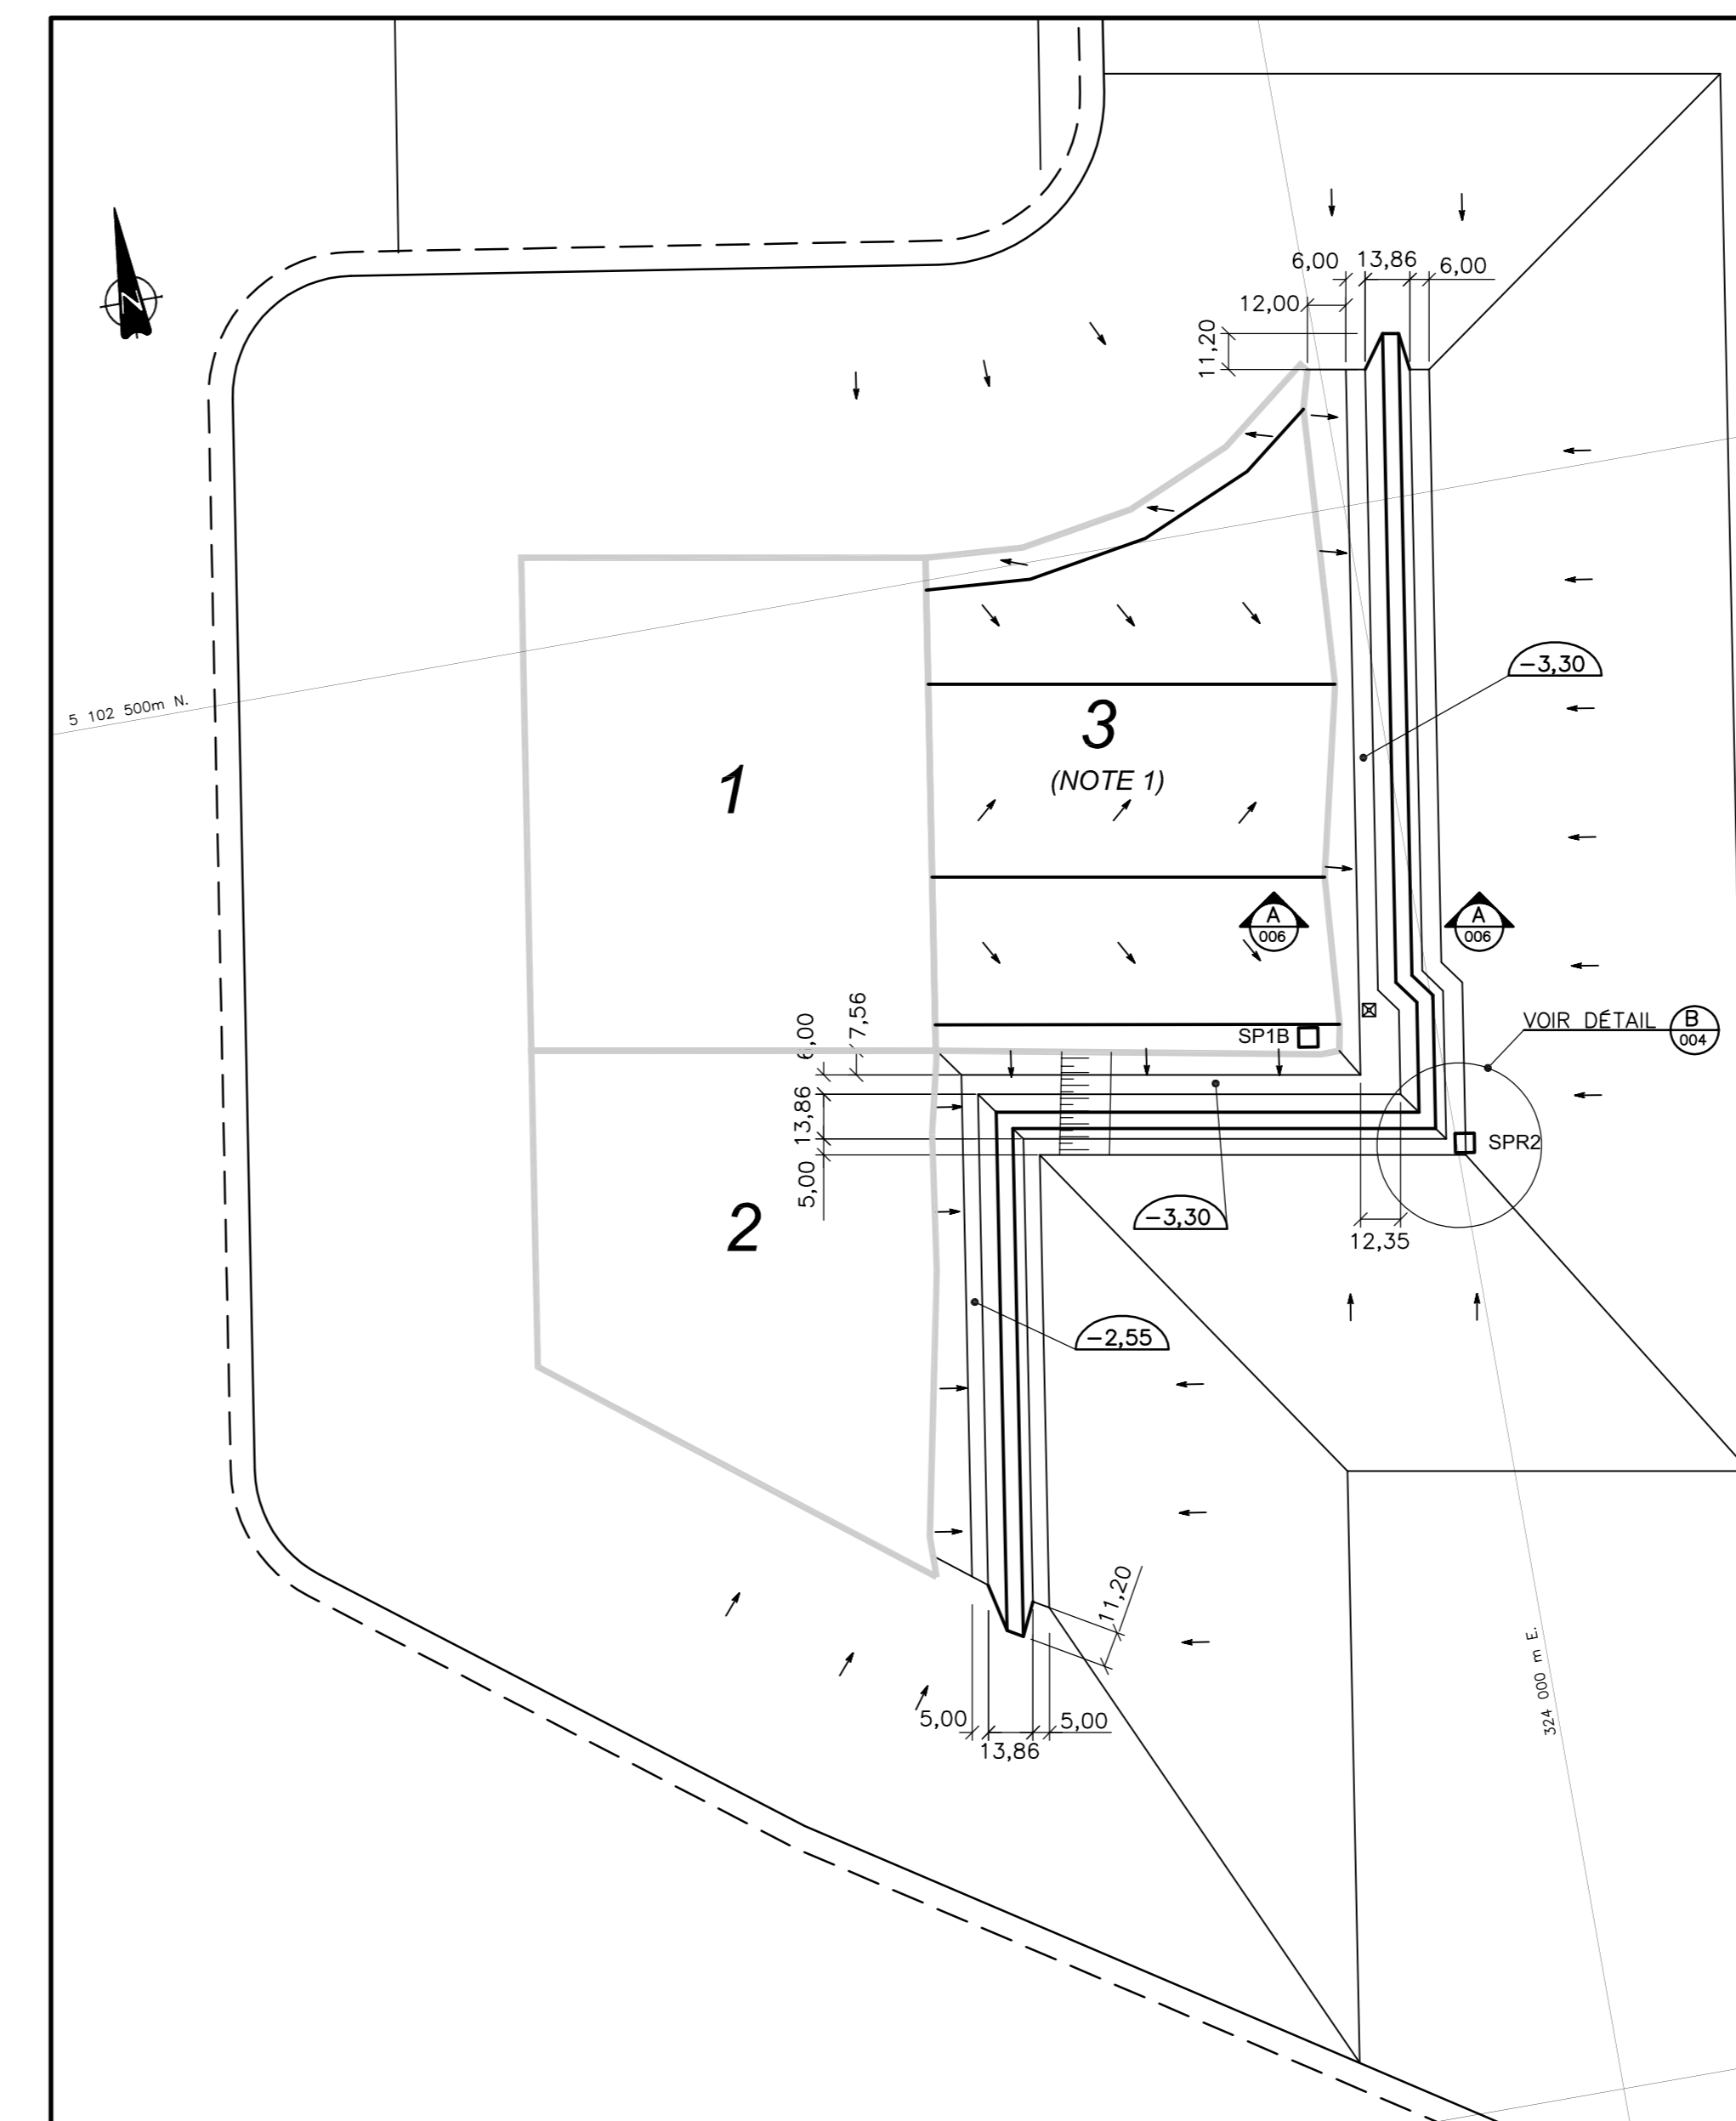 6,00 13,86 6,00
12,00
11,20
N
-3,30
5 102 500m N.
3
(NOTE 1)
1
A
006
A
006
6,00
7,56
SP1B
VOIR DÉTAIL
B
004
13,86
SPR2
5,00
-3,30
12,35
2
-2,55
11,20
5,00 5,00
13,86
324 000 m E.